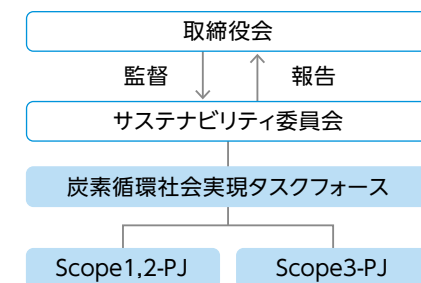 取締役会
監督 報告
サステナビリティ委員会
炭素循環社会実現タスクフォース
Scope1,2-PJ Scope3-PJ